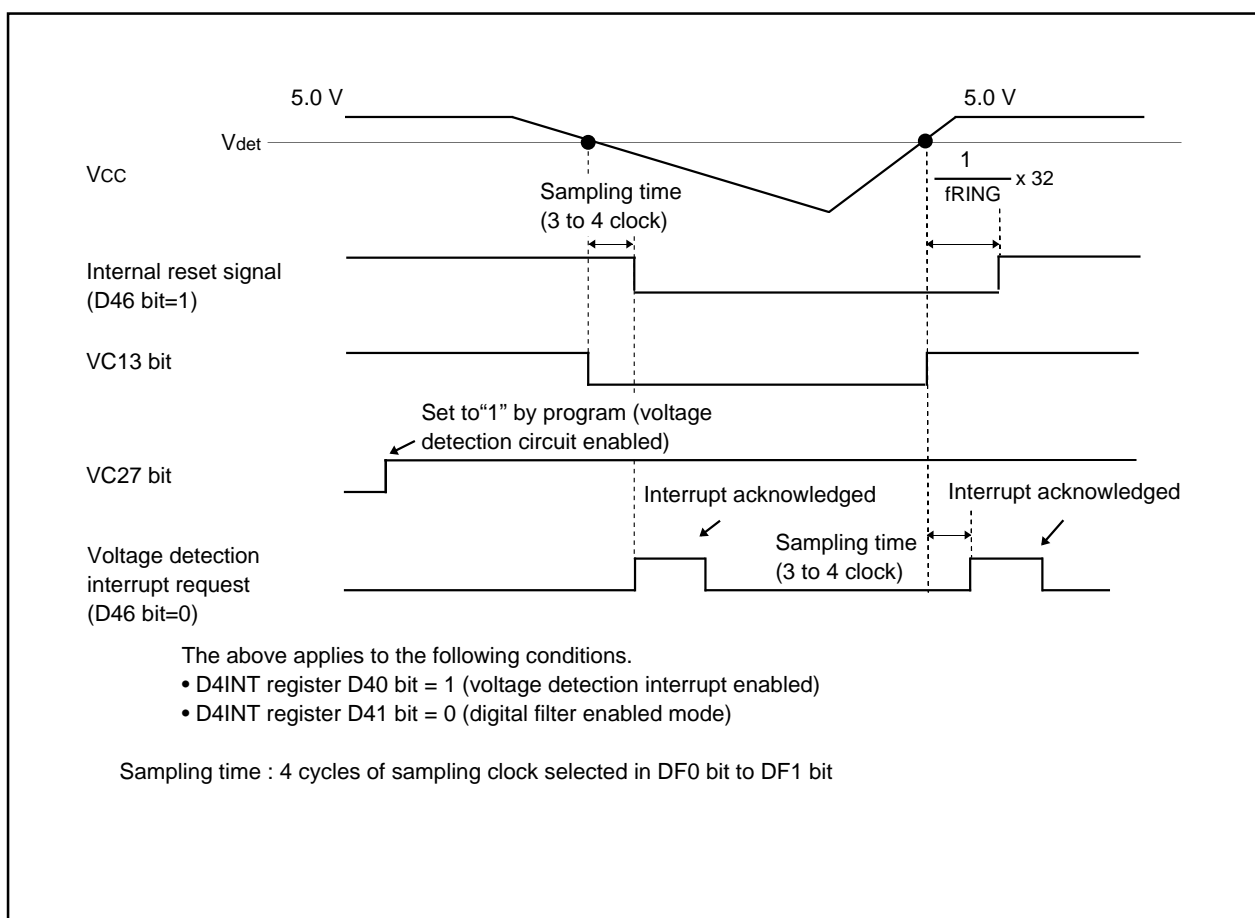 5.0 V
5.0 V
Vdet
VCC
1
fRING
x 32
Sampling time
(3 to 4 clock)
Internal reset signal
(D46 bit=1)
VC13 bit
Set to“1” by program (voltage
detection circuit enabled)
VC27 bit
Interrupt acknowledged
Interrupt acknowledged
Voltage detection
interrupt request
(D46 bit=0)
Sampling time
(3 to 4 clock)
The above applies to the following conditions.
• D4INT register D40 bit = 1 (voltage detection interrupt enabled)
• D4INT register D41 bit = 0 (digital filter enabled mode)
Sampling time : 4 cycles of sampling clock selected in DF0 bit to DF1 bit